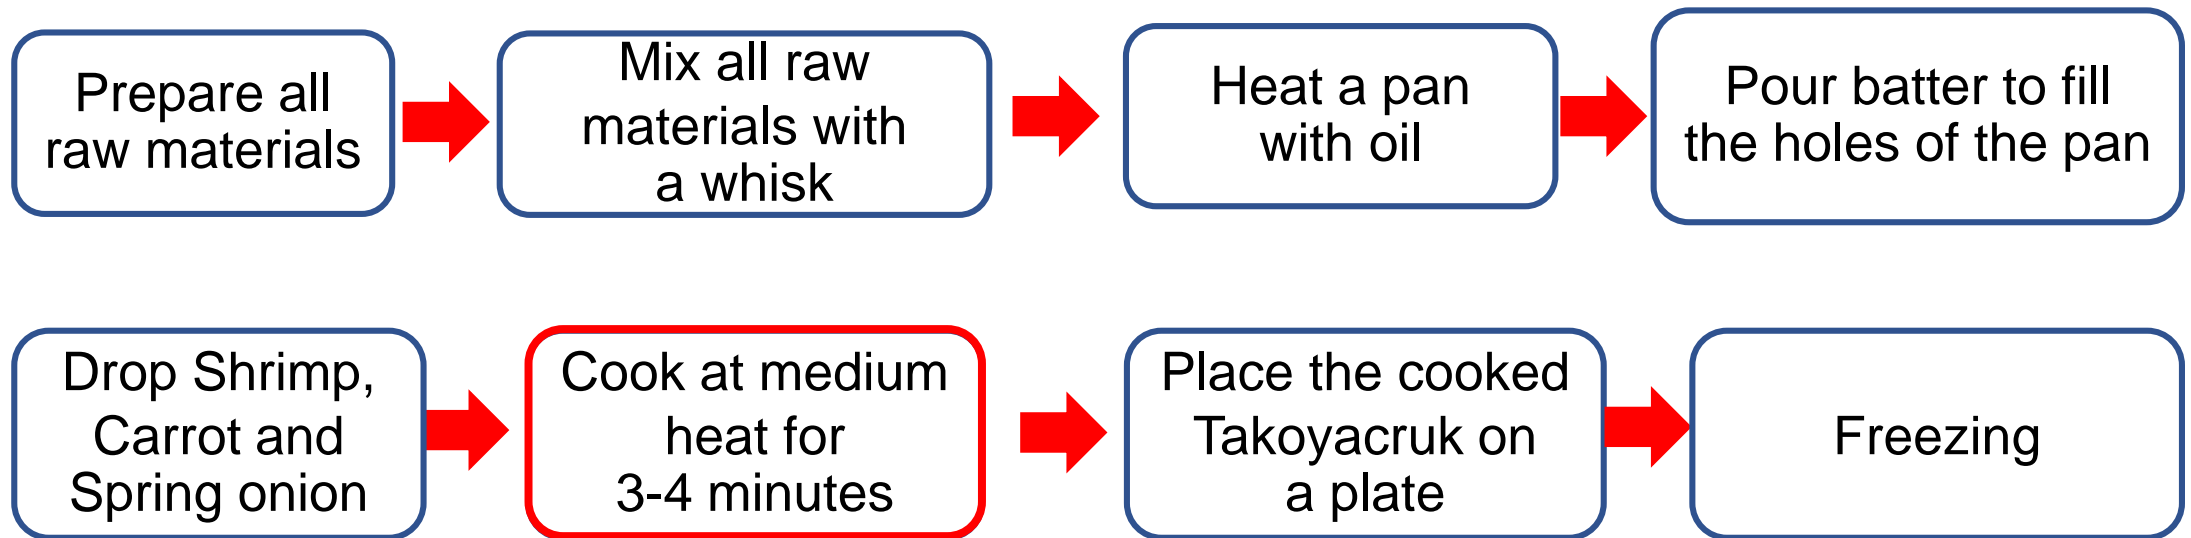 Prepare all
raw materials
Mix all raw
materials with
a whisk
Heat a pan
with oil
Pour batter to fill
the holes of the pan
Drop Shrimp,
Carrot and
Spring onion
Cook at medium
heat for
3-4 minutes
Place the cooked
Takoyacruk on
a plate
Freezing